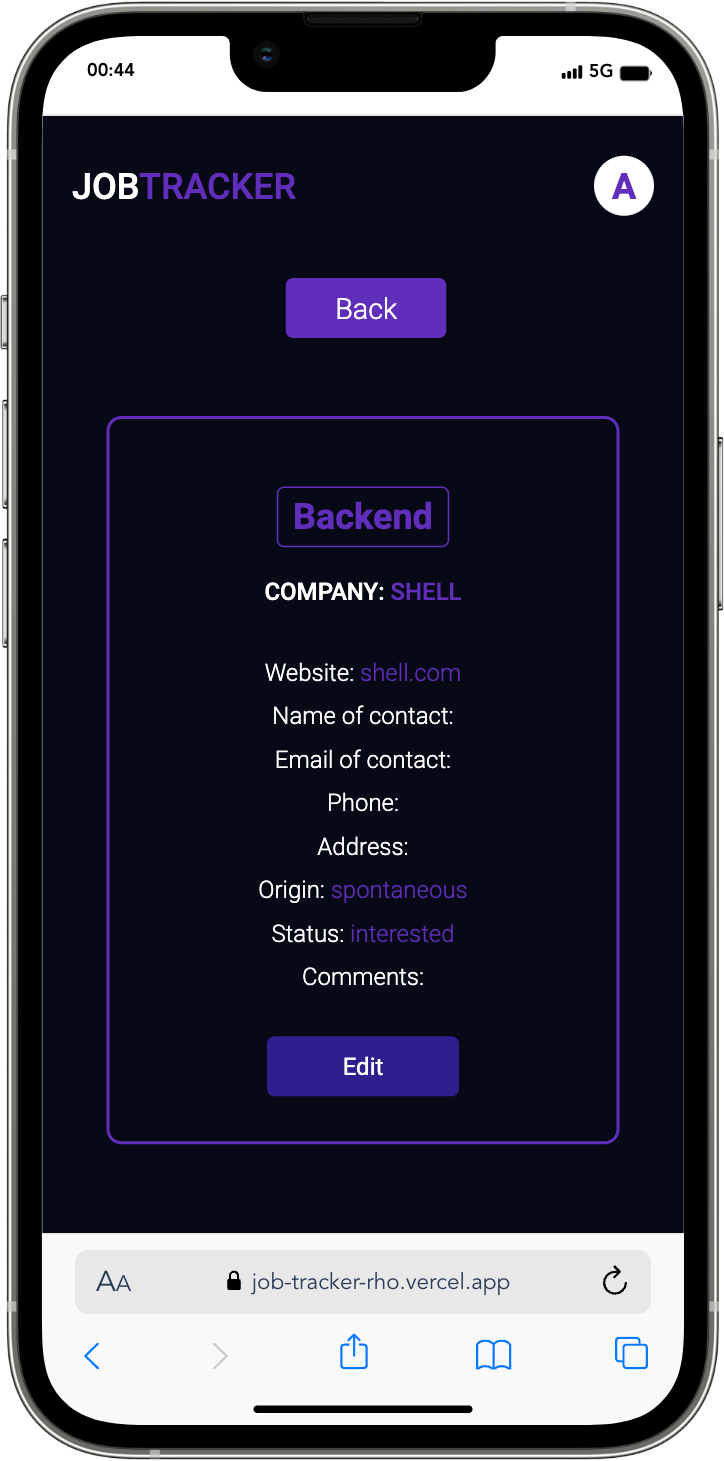 00:44 5G
JOBTRACKER A
Back
Backend
COMPANY: SHELL
Website: shell.com
Name of contact:
Email of contact:
Phone:
Address:
Origin: spontaneous
Status: interested
Comments:
Edit
AA job-tracker-rho.vercel.app